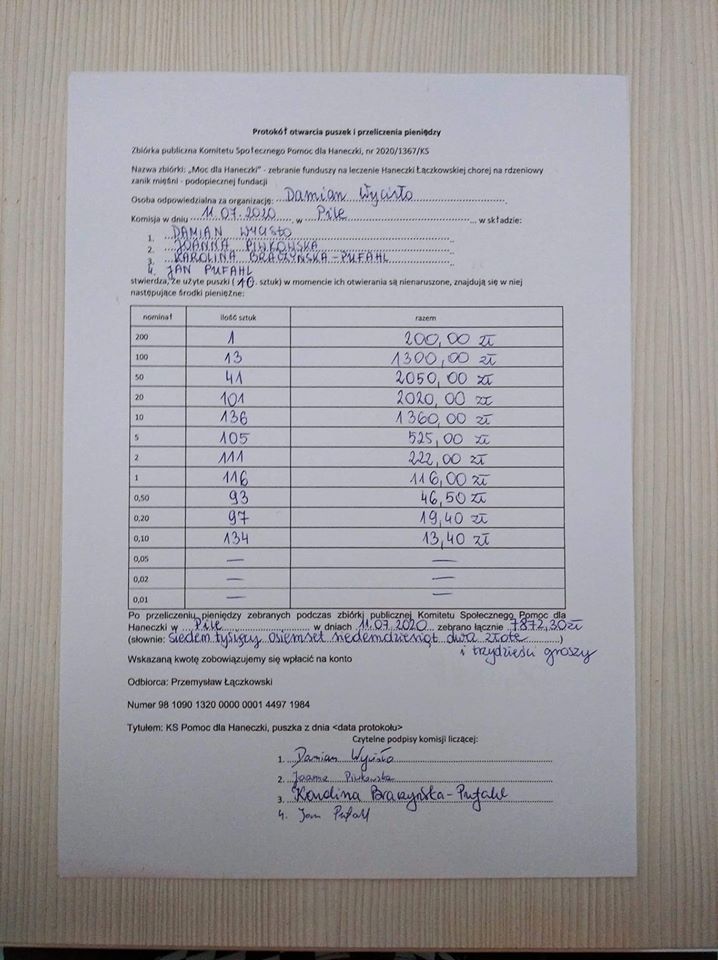 Protokół otwarcia puszek i przeliczenia pieniędzy
Zbiórka publiczna Komitetu Społecznego Pomoc dla Haneczki, nr 2020/1367/KS
Nazwa zbiórki: „Moc dla Haneczki" - zebranie funduszy na leczenie Haneczki Łączkowskiej chorej na rdzeniowy
zanik mięśni - podopiecznej fundacji
Osoba odpowiedzialna za organizację: Damian Wycisło
Komisja w dniu 11.07.2020 w Pile w składzie:
1. DAMIAN WYCISŁO
2. JOANNA PIWKOWSKA
3. KAROLINA BRACZYŃSKA-PUFAHL
4. JAN PUFAHL
stwierdza, że użyte puszki (10 sztuk) w momencie ich otwierania są nienaruszone, znajdują się w niej
następujące środki pieniężne:
nominał ilość sztuk razem
200 1 200,00 zł
100 13 1300,00 zł
50 41 2050,00 zł
20 101 2020,00 zł
10 136 1360,00 zł
5 105 525,00 zł
2 111 222,00 zł
1 116 116,00 zł
0,50 93 46,50 zł
0,20 97 19,40 zł
0,10 134 13,40 zł
0,05 — —
0,02 — —
0,01 — —
Po przeliczeniu pieniędzy zebranych podczas zbiórki publicznej Komitetu Społecznego Pomoc dla
Haneczki w Pile w dniach 11.07.2020 zebrano łącznie 7872,30zł
(słownie: siedem tysięcy osiemset siedemdziesiąt dwa złote)
i trzydzieści groszy
Wskazaną kwotę zobowiązujemy się wpłacić na konto
Odbiorca: Przemysław Łączkowski
Numer 98 1090 1320 0000 0001 4497 1984
Tytułem: KS Pomoc dla Haneczki, puszka z dnia <data protokołu>
Czytelne podpisy komisji liczącej:
1. Damian Wycisło
2. Joanna Piwkowska
3. Karolina Braczyńska-Pufahl
4. Jan Pufahl